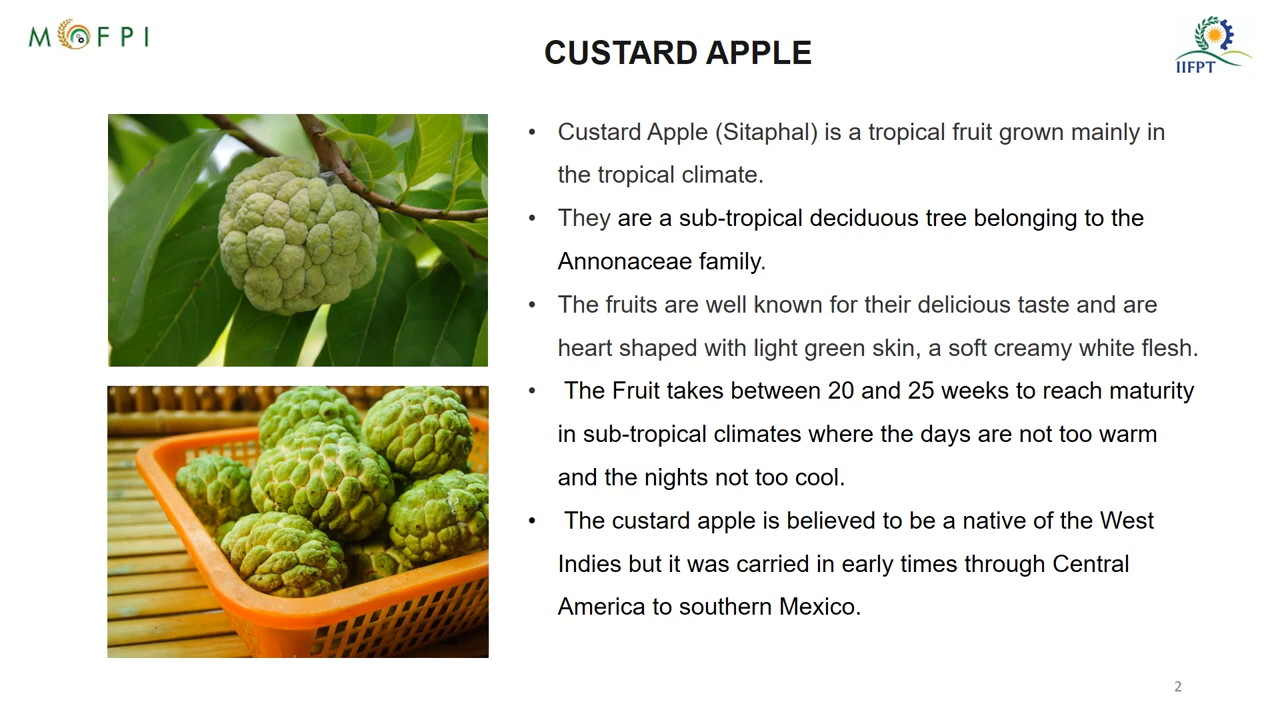 MOFPI
CUSTARD APPLE
IIFPT
• Custard Apple (Sitaphal) is a tropical fruit grown mainly in
the tropical climate.
• They are a sub-tropical deciduous tree belonging to the
Annonaceae family.
• The fruits are well known for their delicious taste and are
heart shaped with light green skin, a soft creamy white flesh.
• The Fruit takes between 20 and 25 weeks to reach maturity
in sub-tropical climates where the days are not too warm
and the nights not too cool.
• The custard apple is believed to be a native of the West
Indies but it was carried in early times through Central
America to southern Mexico.
2